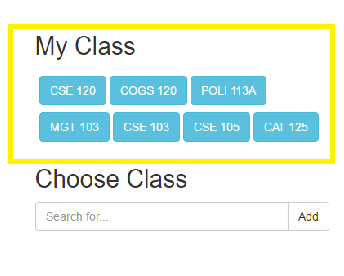 My Class
CSE 120 COGS 120 POLI 113A
MGT 103 CSE 103 CSE 105 CAT 125
Choose Class
Search for... Add